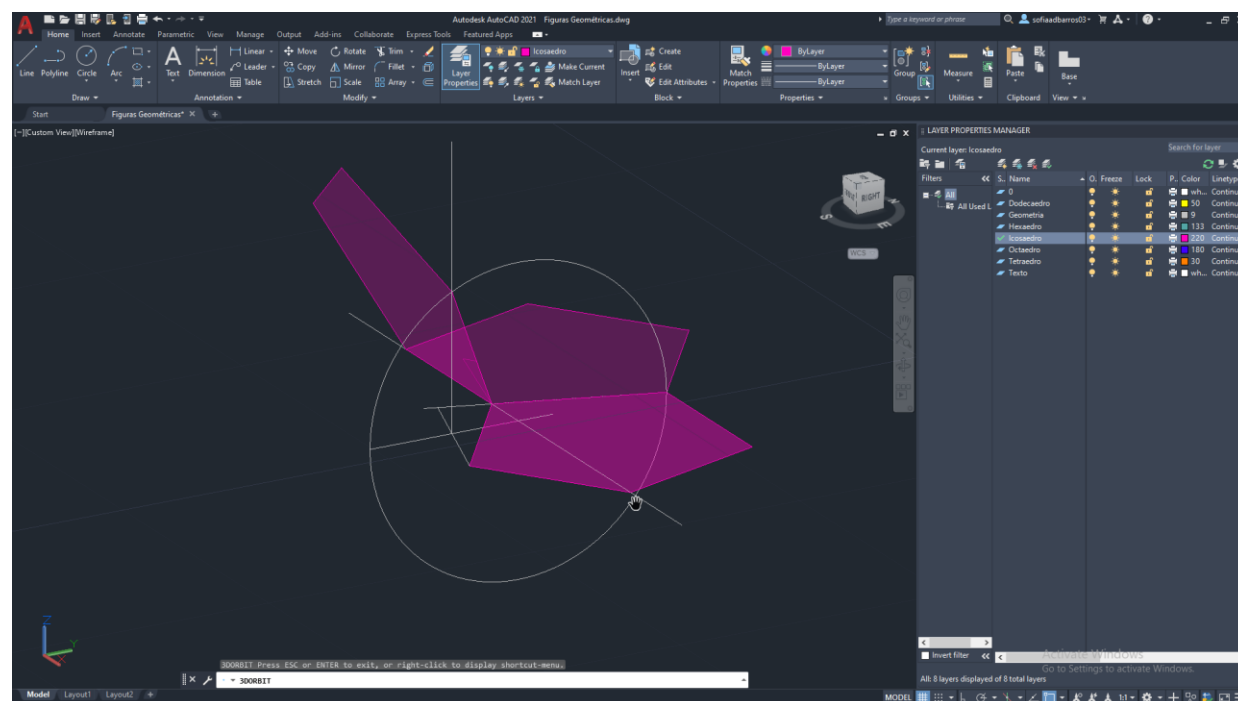 Autodesk AutoCAD 2021 Figuras Geométricas.dwg
Type a keyword or phrase
sofiaadbarros03
Home Insert Annotate Parametric View Manage Output Add-ins Collaborate Express Tools Featured Apps
Linear Move Rotate Trim Icosaedro Create ByLayer
Line Polyline Circle Arc Text Dimension Leader Copy Mirror Fillet Layer Properties Make Current Insert Edit Match Properties ByLayer Group Measure Paste Base
Table Stretch Scale Array Match Layer Edit Attributes ByLayer
Draw Annotation Modify Layers Block Properties Groups Utilities Clipboard View
Start Figuras Geométricas* +
[−][Custom View][Wireframe]
RIGHT
E
WCS
LAYER PROPERTIES MANAGER
Current layer: Icosaedro
Search for layer
Filters S.. Name O. Freeze Lock P.. Color Linetyp
All 0 wh... Continu
All Used L Dodecaedro 50 Continu
Geometria 9 Continu
Hexaedro 133 Continu
Icosaedro 220 Continu
Octaedro 180 Continu
Tetraedro 30 Continu
Texto wh... Continu
Z
Y
X
3DORBIT Press ESC or ENTER to exit, or right-click to display shortcut-menu.
3DORBIT
Invert filter
Activate Windows
Go to Settings to activate Windows.
All: 8 layers displayed of 8 total layers
Model Layout1 Layout2 +
MODEL 1:1